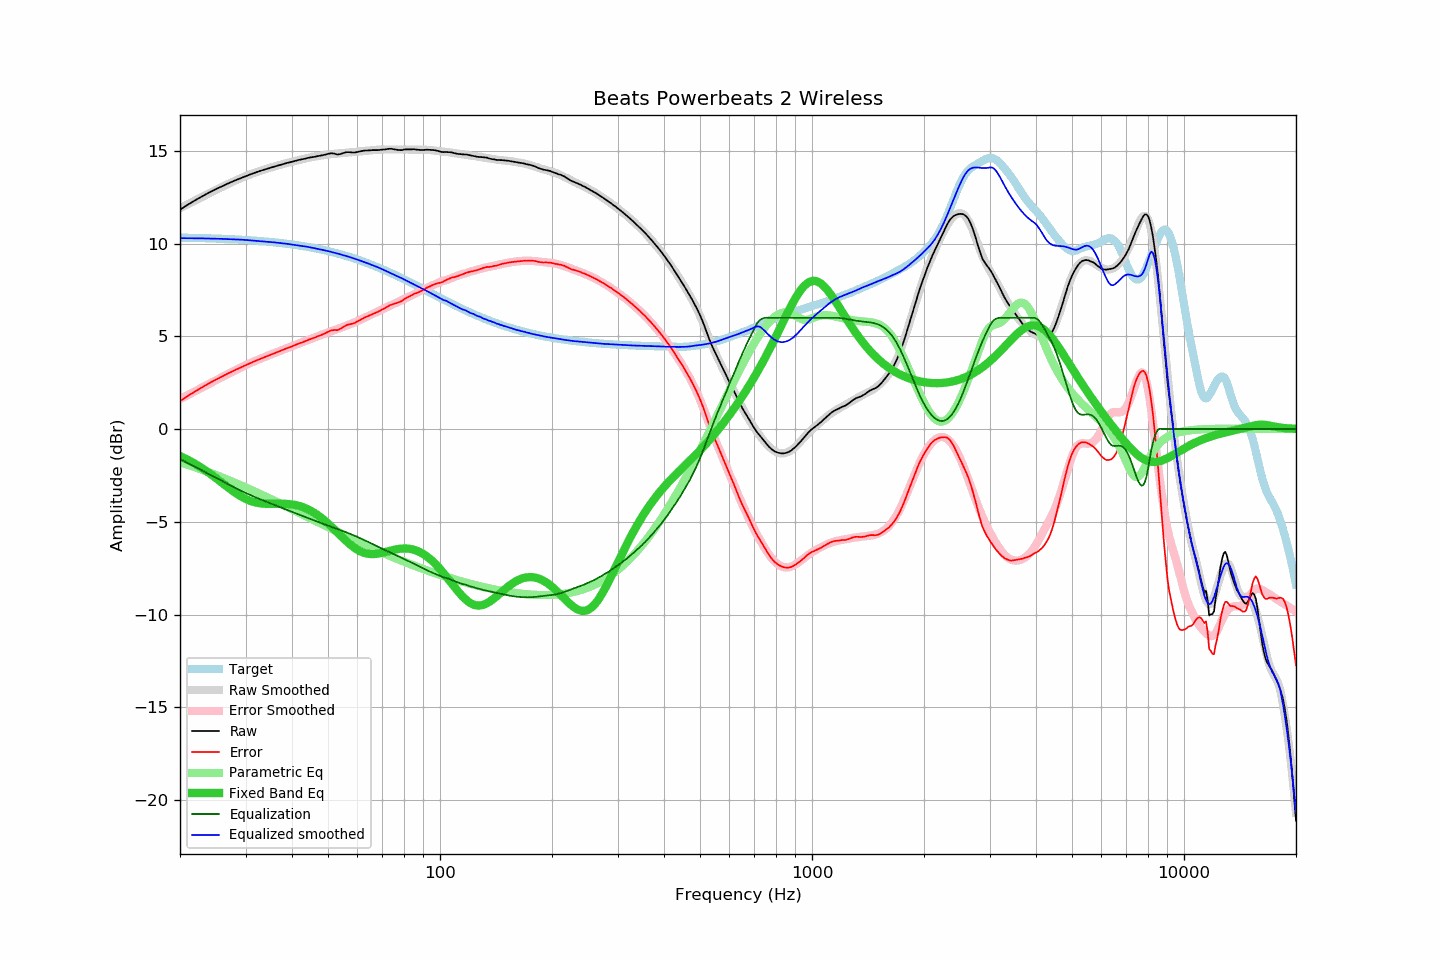 Beats Powerbeats 2 Wireless
Amplitude (dBr)
15
10
5
0
−5
−10
−15
−20
Target
Raw Smoothed
Error Smoothed
Raw
Error
Parametric Eq
Fixed Band Eq
Equalization
Equalized smoothed
100
1000
10000
Frequency (Hz)